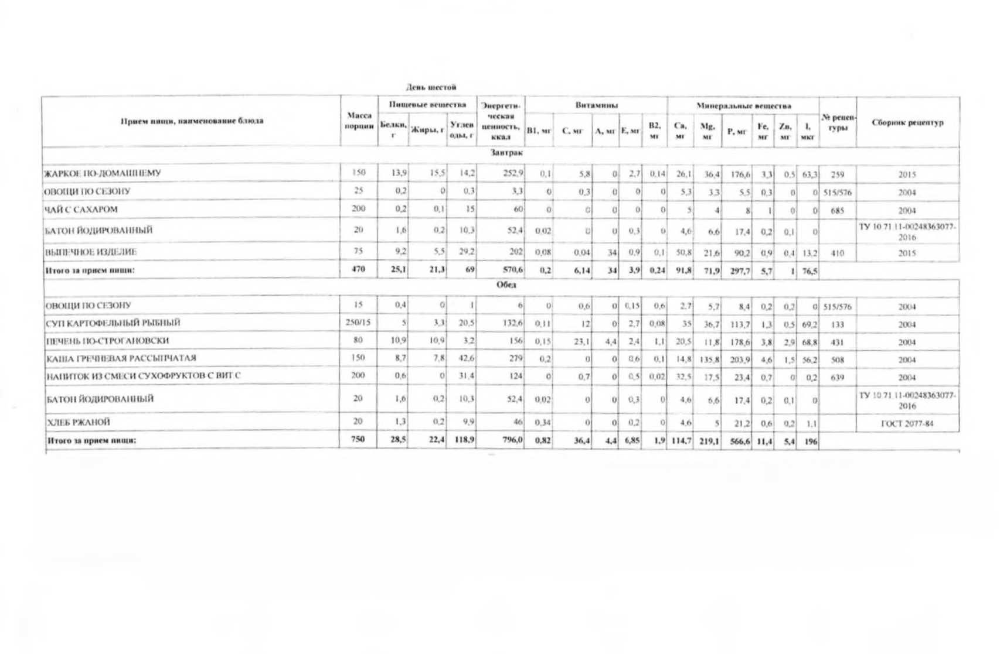 День шестой
Прием пищи, наименование блюда Масса порции Пищевые вещества Энергетическая ценность, ккал Витамины Минеральные вещества № рецептуры Сборник рецептур
Белки, г Жиры, г Углеводы, г В1, мг С, мг А, мг Е, мг В2, мг Са, мг Mg, мг Р, мг Fe, мг Zn, мг I, мкг
Завтрак
ЖАРКОЕ ПО-ДОМАШНЕМУ 150 13,9 15,5 14,2 252,9 0,1 5,8 0 2,7 0,14 26,1 36,4 176,6 3,3 0,5 63,3 259 2015
ОВОЩИ ПО СЕЗОНУ 25 0,2 0 0,3 3,3 0 0,3 0 0 0 5,3 3,3 5,5 0,3 0 0 515/576 2004
ЧАЙ С САХАРОМ 200 0,2 0,1 15 60 0 0 0 0 0 5 4 8 1 0 0 685 2004
БАТОН ЙОДИРОВАННЫЙ 20 1,6 0,2 10,3 52,4 0,02 0 0 0,3 0 4,6 6,6 17,4 0,2 0,1 0 ТУ 10 71 11-00248363077-2016
ВЫПЕЧНОЕ ИЗДЕЛИЕ 75 9,2 5,5 29,2 202 0,08 0,04 34 0,9 0,1 50,8 21,6 90,2 0,9 0,4 13,2 410 2015
Итого за прием пищи: 470 25,1 21,3 69 570,6 0,2 6,14 34 3,9 0,24 91,8 71,9 297,7 5,7 1 76,5
Обед
ОВОЩИ ПО СЕЗОНУ 15 0,4 0 1 6 0 0,6 0 0,15 0,6 2,7 5,7 8,4 0,2 0,2 0 515/576 2004
СУП КАРТОФЕЛЬНЫЙ РЫБНЫЙ 250/15 5 3,3 20,5 132,6 0,11 12 0 2,7 0,08 35 36,7 113,7 1,3 0,5 69,2 133 2004
ПЕЧЕНЬ ПО-СТРОГАНОВСКИ 80 10,9 10,9 3,2 156 0,15 23,1 4,4 2,4 1,1 20,5 11,8 178,6 3,8 2,9 68,8 431 2004
КАША ГРЕЧНЕВАЯ РАССЫПЧАТАЯ 150 8,7 7,8 42,6 279 0,2 0 0 0,6 0,1 14,8 135,8 203,9 4,6 1,5 56,2 508 2004
НАПИТОК ИЗ СМЕСИ СУХОФРУКТОВ С ВИТ С 200 0,6 0 31,4 124 0 0,7 0 0,5 0,02 32,5 17,5 23,4 0,7 0 0,2 639 2004
БАТОН ЙОДИРОВАННЫЙ 20 1,6 0,2 10,3 52,4 0,02 0 0 0,3 0 4,6 6,6 17,4 0,2 0,1 0 ТУ 10 71 11-00248363077-2016
ХЛЕБ РЖАНОЙ 20 1,3 0,2 9,9 46 0,34 0 0 0,2 0 4,6 5 21,2 0,6 0,2 1,1 ГОСТ 2077-84
Итого за прием пищи: 750 28,5 22,4 118,9 796,0 0,82 36,4 4,4 6,85 1,9 114,7 219,1 566,6 11,4 5,4 196